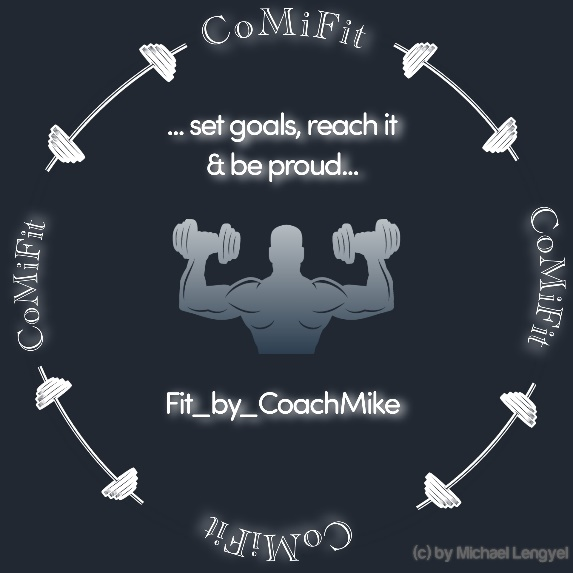 CoMiFit
... set goals, reach it
& be proud...
CoMiFit
CoMiFit
Fit_by_CoachMike
CoMiFit
(c) by Michael Lengyel